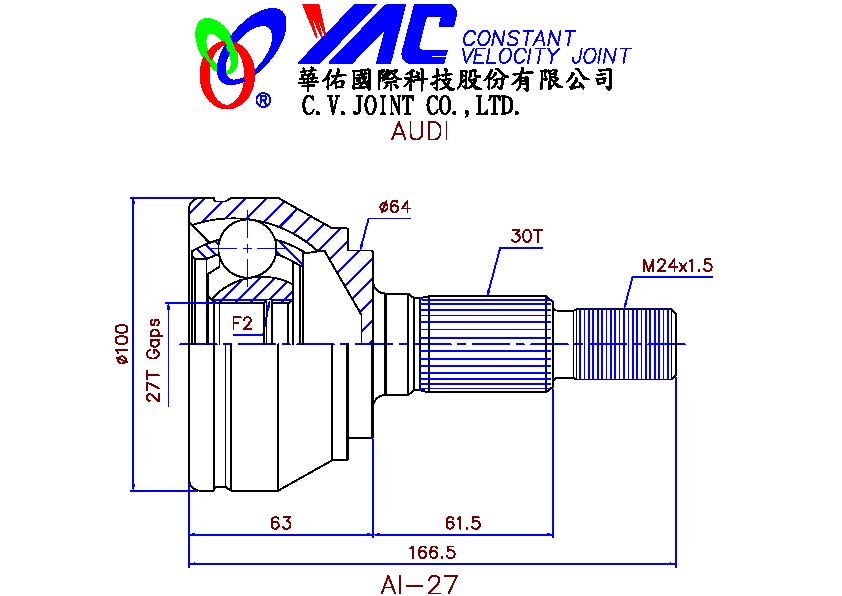 YAC CONSTANT
VELOCITY JOINT
華佑國際科技股份有限公司
® C.V.JOINT CO.,LTD.
AUDI
ø64
30T
M24x1.5
F2
ø100
27T Gaps
63
61.5
166.5
AI-27